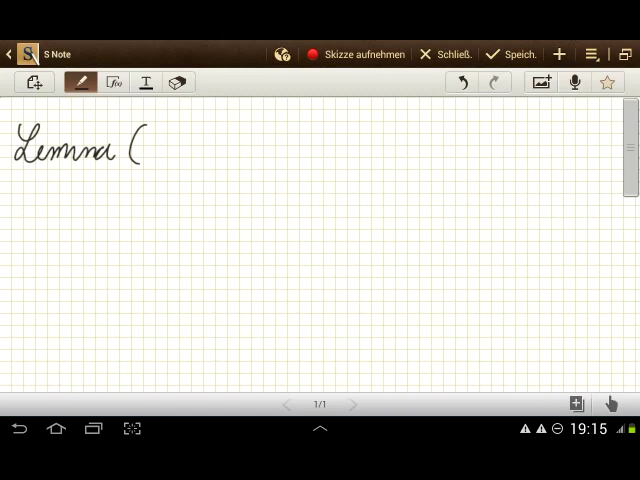 S Note
Skizze aufnehmen
Schließ.
Speich.
f(x)
T
Lemma (
1/1
19:15